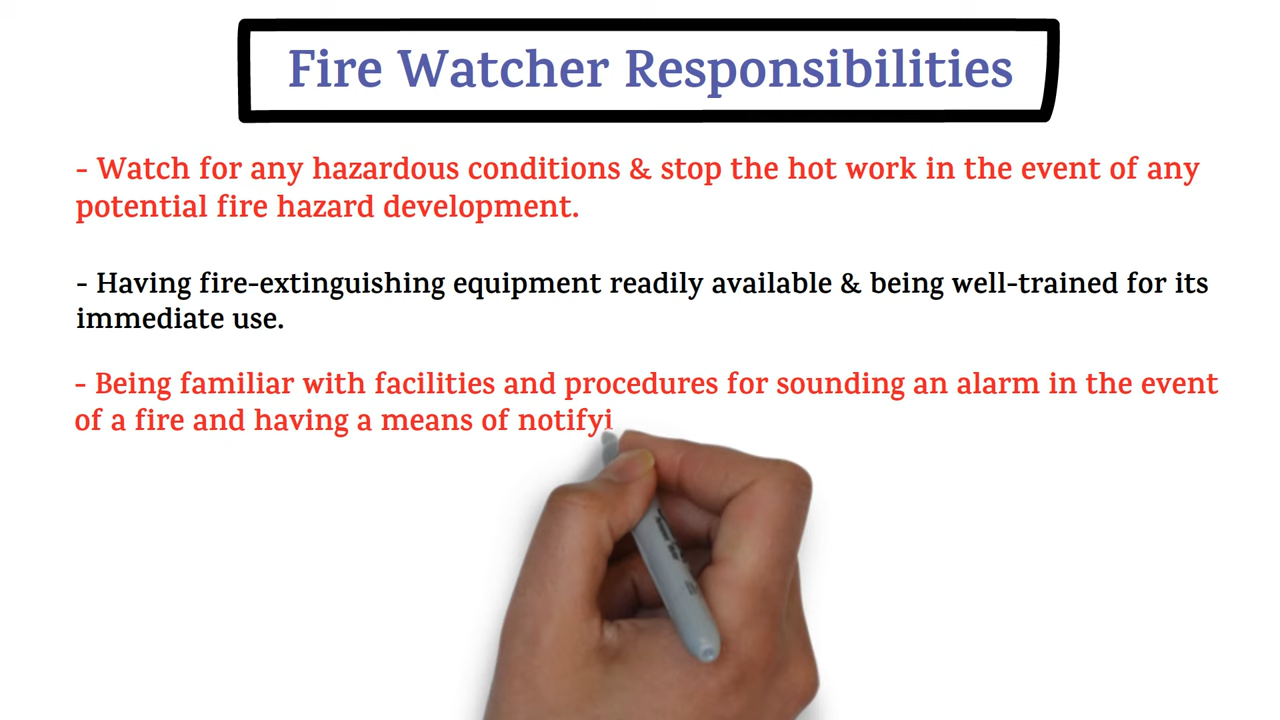 Fire Watcher Responsibilities
- Watch for any hazardous conditions & stop the hot work in the event of any
potential fire hazard development.
- Having fire-extinguishing equipment readily available & being well-trained for its
immediate use.
- Being familiar with facilities and procedures for sounding an alarm in the event
of a fire and having a means of notifyi